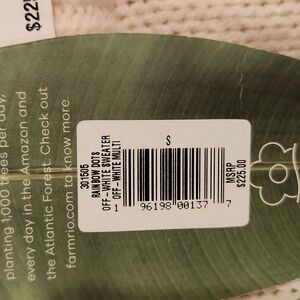 $225
planting 1,000 trees per day,
every day in the Amazon and
the Atlantic Forest. Check out
farmrio.com to know more.
301505
RAINBOW DOTS
OFF-WHITE SWEATER
OFF-WHITE MULTI
S
1 96198 00137 7
MSRP
$225.00